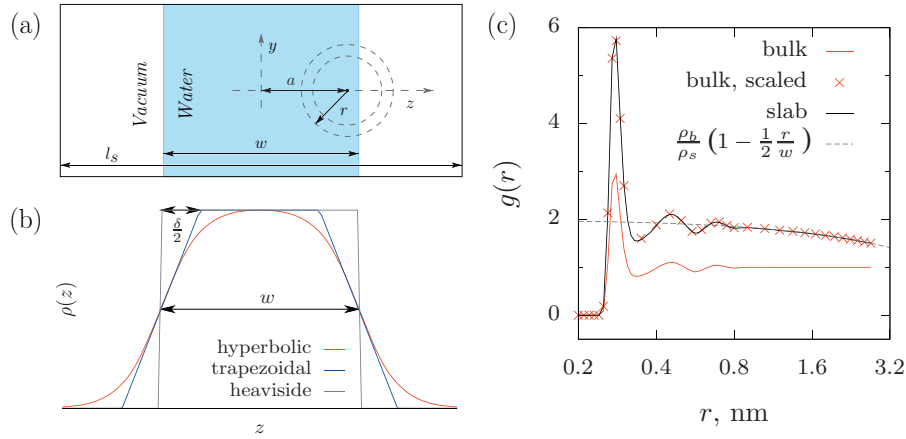 (a)
Vacuum
Water
y
a
z
r
w
l_s
(b)
δ/2
w
ρ(z)
hyperbolic
trapezoidal
heaviside
z
(c)
bulk
bulk, scaled
slab
ρ_b/ρ_s (1 − 1/2 r/w)
g(r)
6
4
2
0
0.2 0.4 0.8 1.6 3.2
r, nm